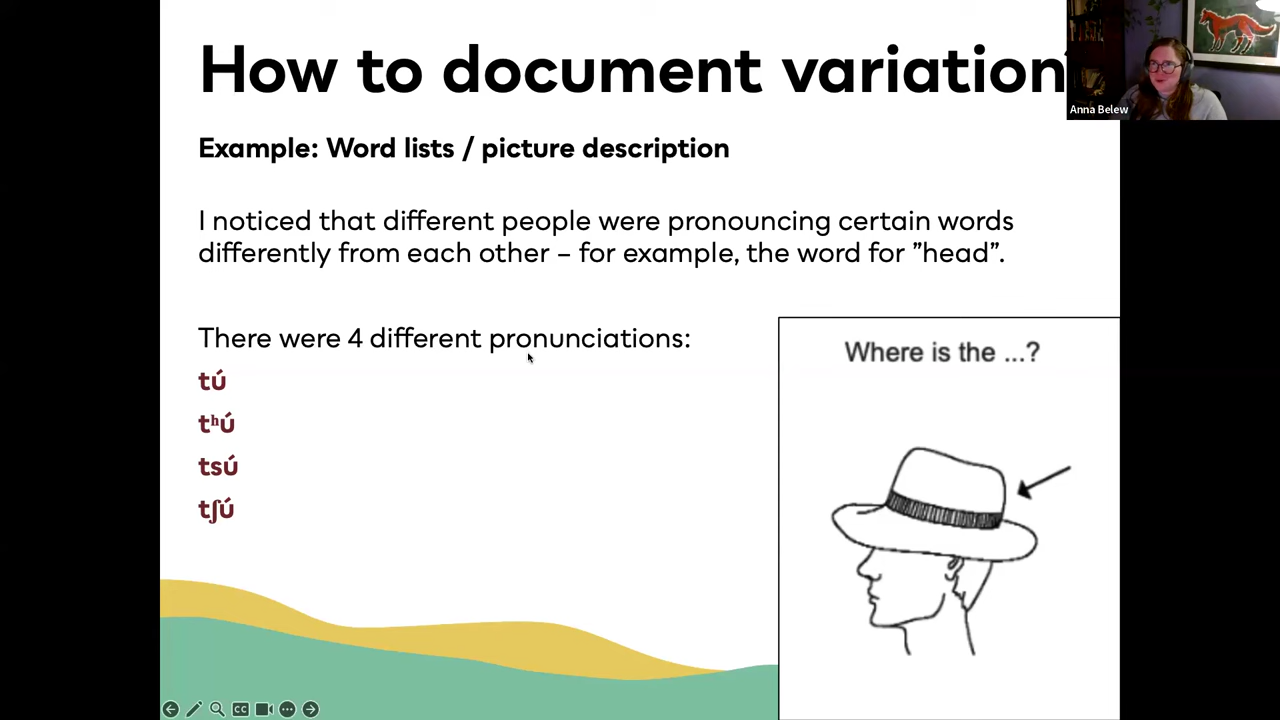 How to document variation
Anna Belew
Example: Word lists / picture description
I noticed that different people were pronouncing certain words
differently from each other – for example, the word for ”head”.
There were 4 different pronunciations:
tú
tʰú
tsú
tʃú
Where is the ...?
CC